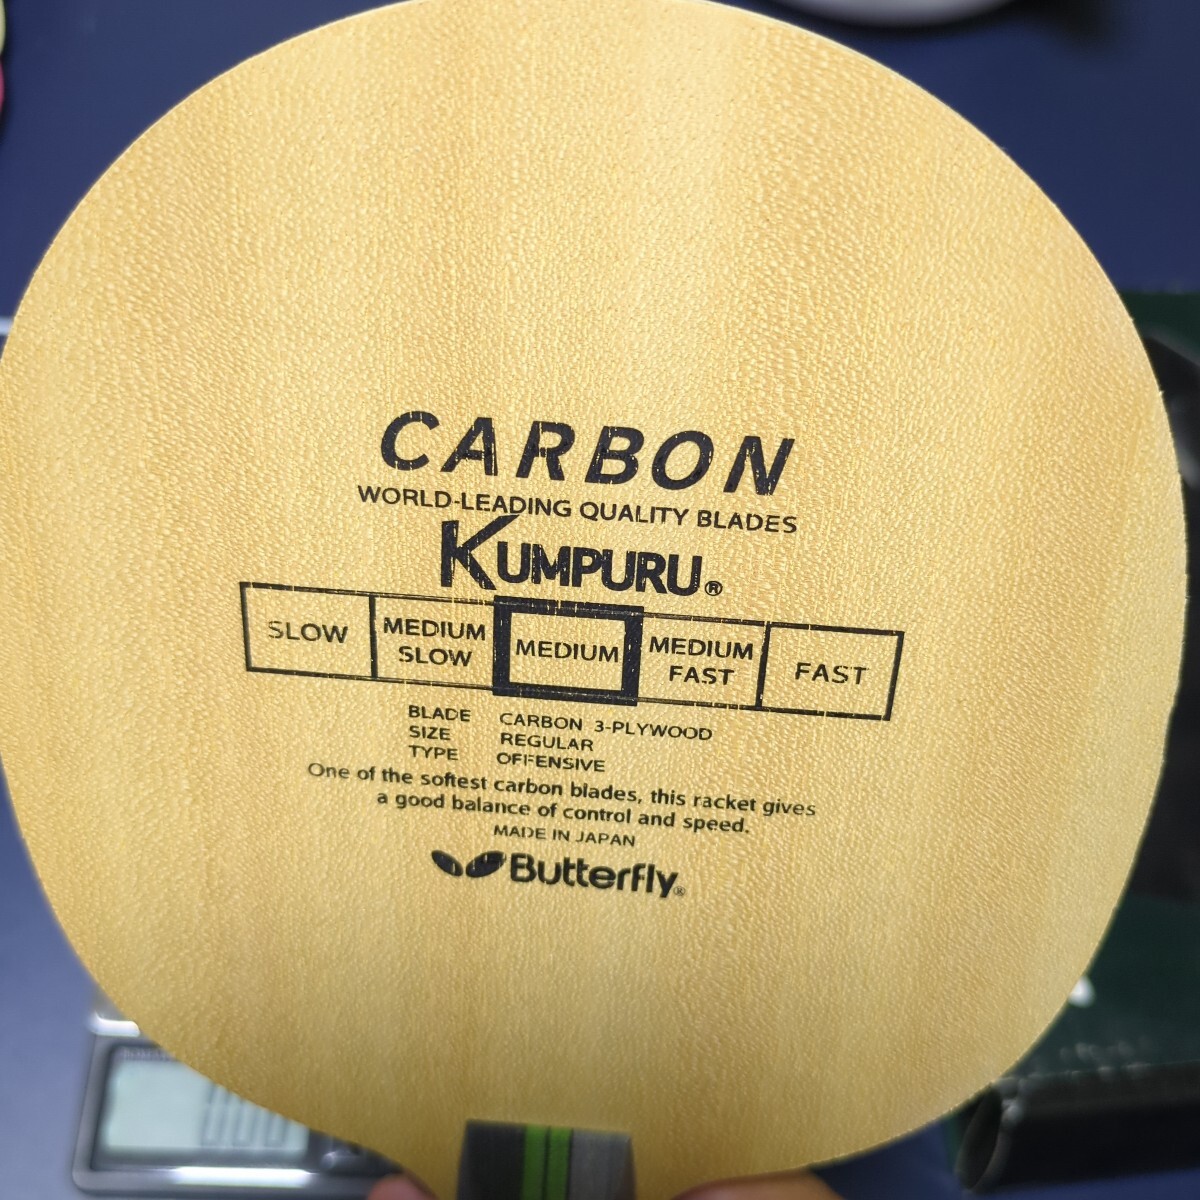 CARBON
WORLD-LEADING QUALITY BLADES
KUMPURU®
SLOW
MEDIUM SLOW
MEDIUM
MEDIUM FAST
FAST
BLADE CARBON 3-PLYWOOD
SIZE REGULAR
TYPE OFFENSIVE
One of the softest carbon blades, this racket gives
a good balance of control and speed.
MADE IN JAPAN
Butterfly®